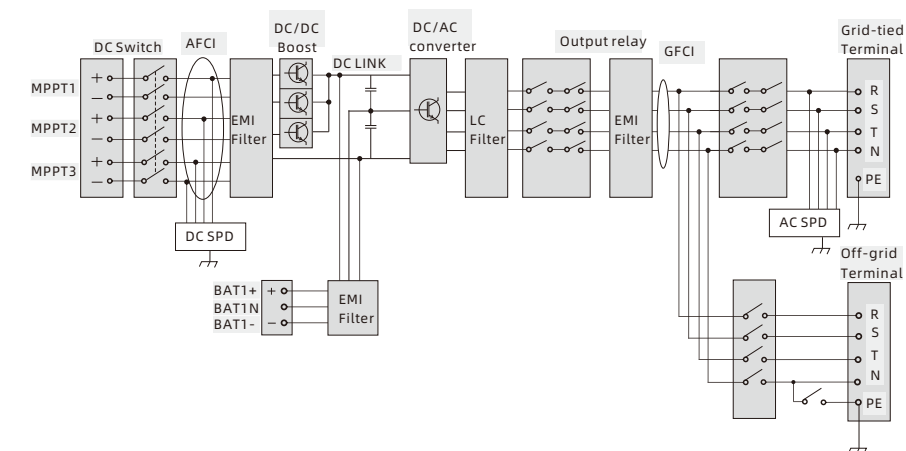 DC Switch
AFCI
DC/DC
Boost
DC LINK
DC/AC
converter
Output relay
GFCI
Grid-tied
Terminal
MPPT1
+
−
MPPT2
+
−
MPPT3
+
−
EMI
Filter
LC
Filter
EMI
Filter
R
S
T
N
PE
DC SPD
AC SPD
BAT1+
BAT1N
BAT1-
+
−
EMI
Filter
Off-grid
Terminal
R
S
T
N
PE